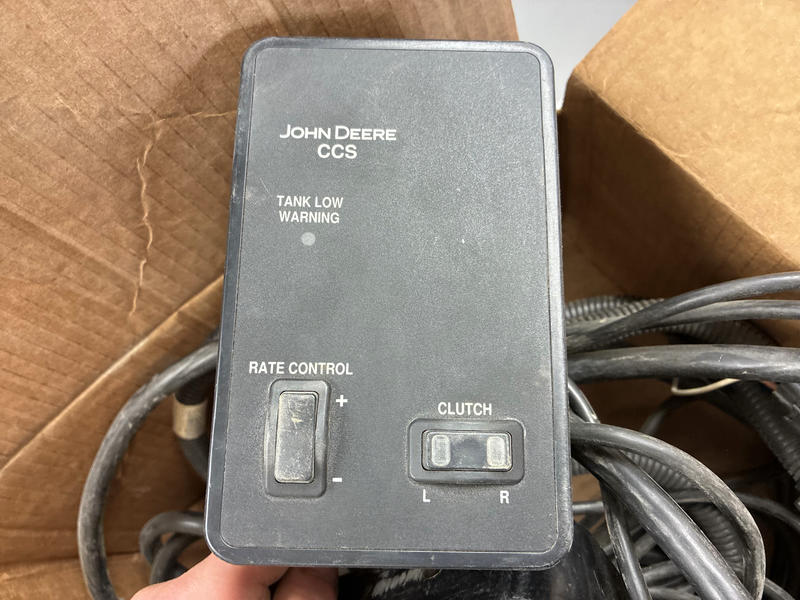 JOHN DEERE
CCS
TANK LOW
WARNING
RATE CONTROL
+
-
CLUTCH
L R